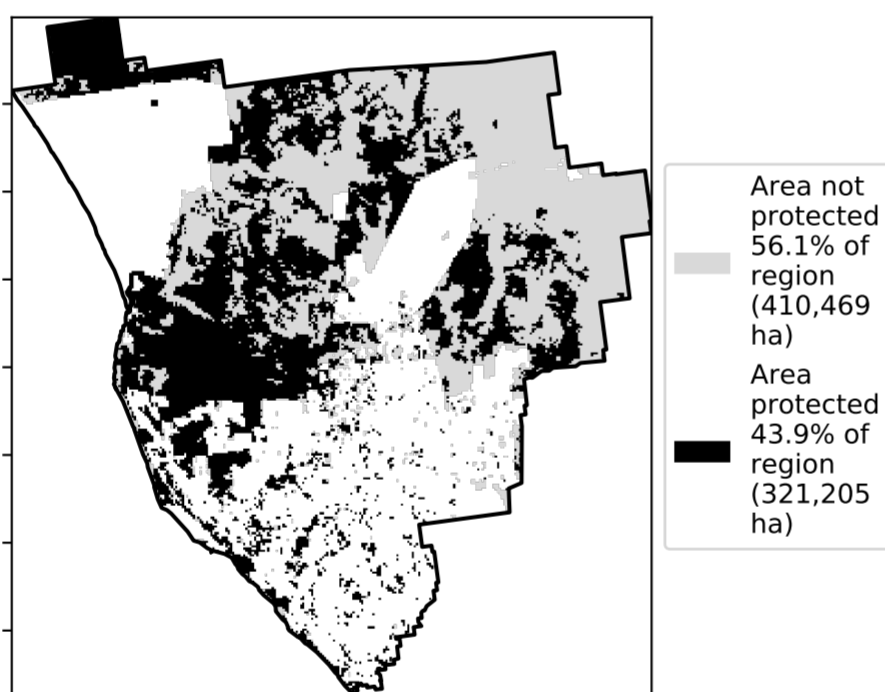 Area not
protected
56.1% of
region
(410,469
ha)
Area
protected
43.9% of
region
(321,205
ha)